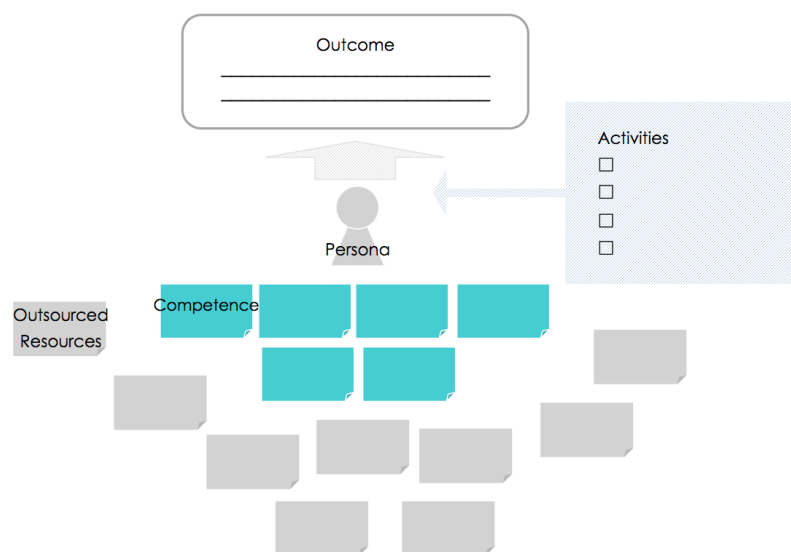 Outcome
Activities
Persona
Competence
Outsourced
Resources